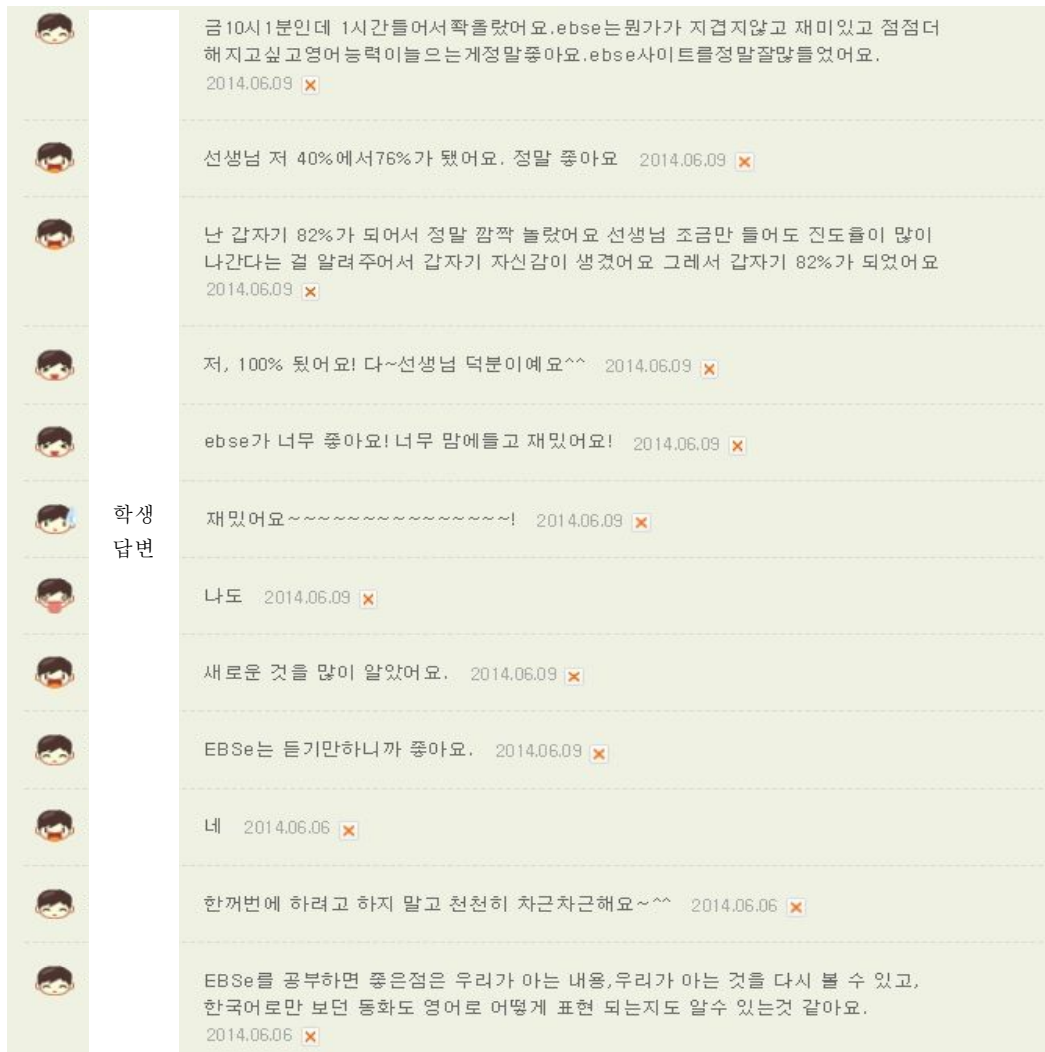 금10시1분인데 1시간들어서쫙올랐어요.ebse는뭔가가 지겹지않고 재미있고 점점더
해지고싶고영어능력이늘으는게정말좋아요.ebse사이트를정말잘많들었어요.
2014.06.09
선생님 저 40%에서76%가 됐어요. 정말 좋아요 2014.06.09
난 갑자기 82%가 되어서 정말 깜짝 놀랐어요 선생님 조금만 들어도 진도율이 많이
나간다는 걸 알려주어서 갑자기 자신감이 생겼어요 그레서 갑자기 82%가 되었어요
2014.06.09
저, 100% 됬어요! 다~선생님 덕분이예요^^ 2014.06.09
ebse가 너무 좋아요! 너무 맘에들고 재밌어요! 2014.06.09
학생
답변
재밌어요~~~~~~~~~~~~~~~! 2014.06.09
나도 2014.06.09
새로운 것을 많이 알았어요. 2014.06.09
EBSe는 듣기만하니까 좋아요. 2014.06.09
네 2014.06.06
한꺼번에 하려고 하지 말고 천천히 차근차근해요~^^ 2014.06.06
EBSe를 공부하면 좋은점은 우리가 아는 내용,우리가 아는 것을 다시 볼 수 있고,
한국어로만 보던 동화도 영어로 어떻게 표현 되는지도 알수 있는것 같아요.
2014.06.06